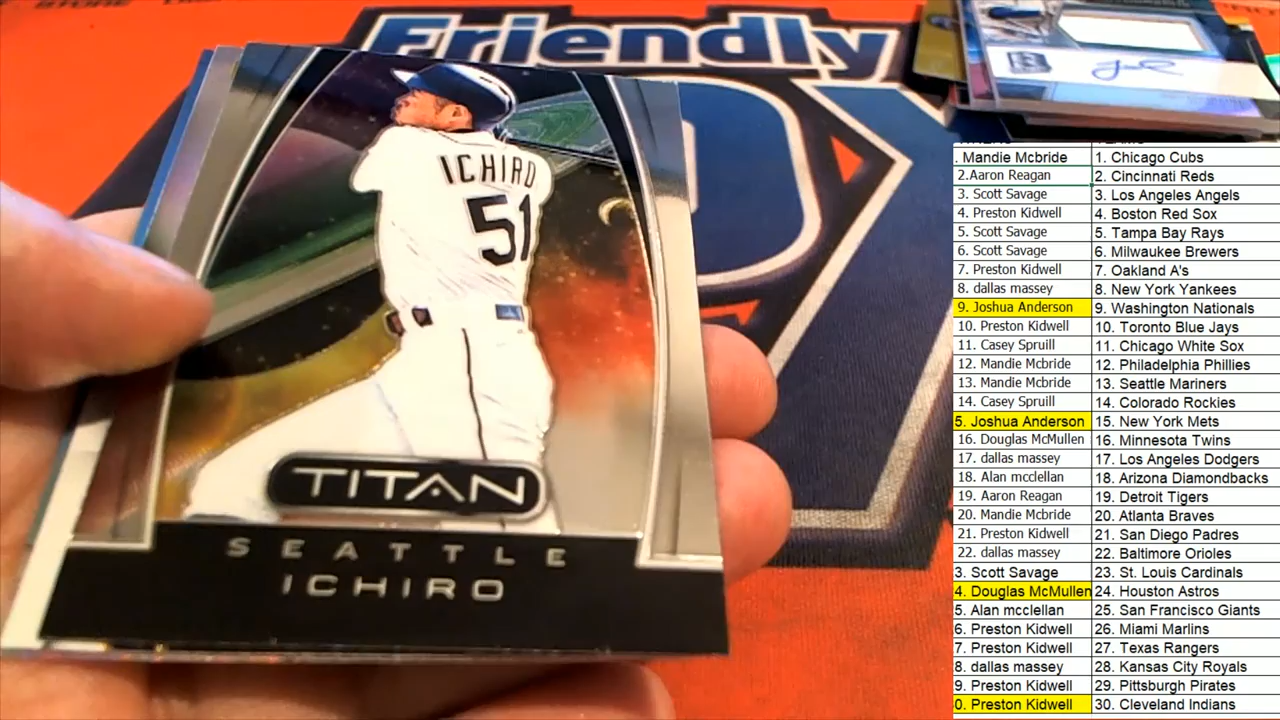 Friendly
ICHIRO
51
TITAN
SEATTLE
ICHIRO
. Mandie Mcbride 1. Chicago Cubs
2.Aaron Reagan 2. Cincinnati Reds
3. Scott Savage 3. Los Angeles Angels
4. Preston Kidwell 4. Boston Red Sox
5. Scott Savage 5. Tampa Bay Rays
6. Scott Savage 6. Milwaukee Brewers
7. Preston Kidwell 7. Oakland A's
8. dallas massey 8. New York Yankees
9. Joshua Anderson 9. Washington Nationals
10. Preston Kidwell 10. Toronto Blue Jays
11. Casey Spruill 11. Chicago White Sox
12. Mandie Mcbride 12. Philadelphia Phillies
13. Mandie Mcbride 13. Seattle Mariners
14. Casey Spruill 14. Colorado Rockies
5. Joshua Anderson 15. New York Mets
16. Douglas McMullen 16. Minnesota Twins
17. dallas massey 17. Los Angeles Dodgers
18. Alan mcclellan 18. Arizona Diamondbacks
19. Aaron Reagan 19. Detroit Tigers
20. Mandie Mcbride 20. Atlanta Braves
21. Preston Kidwell 21. San Diego Padres
22. dallas massey 22. Baltimore Orioles
3. Scott Savage 23. St. Louis Cardinals
4. Douglas McMullen 24. Houston Astros
5. Alan mcclellan 25. San Francisco Giants
6. Preston Kidwell 26. Miami Marlins
7. Preston Kidwell 27. Texas Rangers
8. dallas massey 28. Kansas City Royals
9. Preston Kidwell 29. Pittsburgh Pirates
0. Preston Kidwell 30. Cleveland Indians